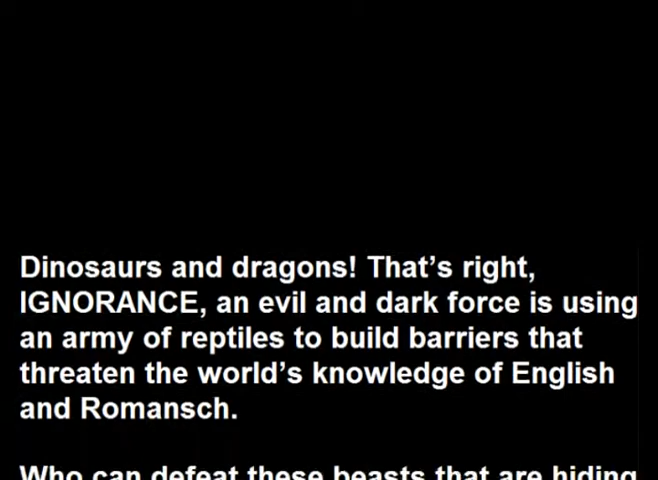 Dinosaurs and dragons! That’s right,
IGNORANCE, an evil and dark force is using
an army of reptiles to build barriers that
threaten the world’s knowledge of English
and Romansch.
Who can defeat these beasts that are hiding